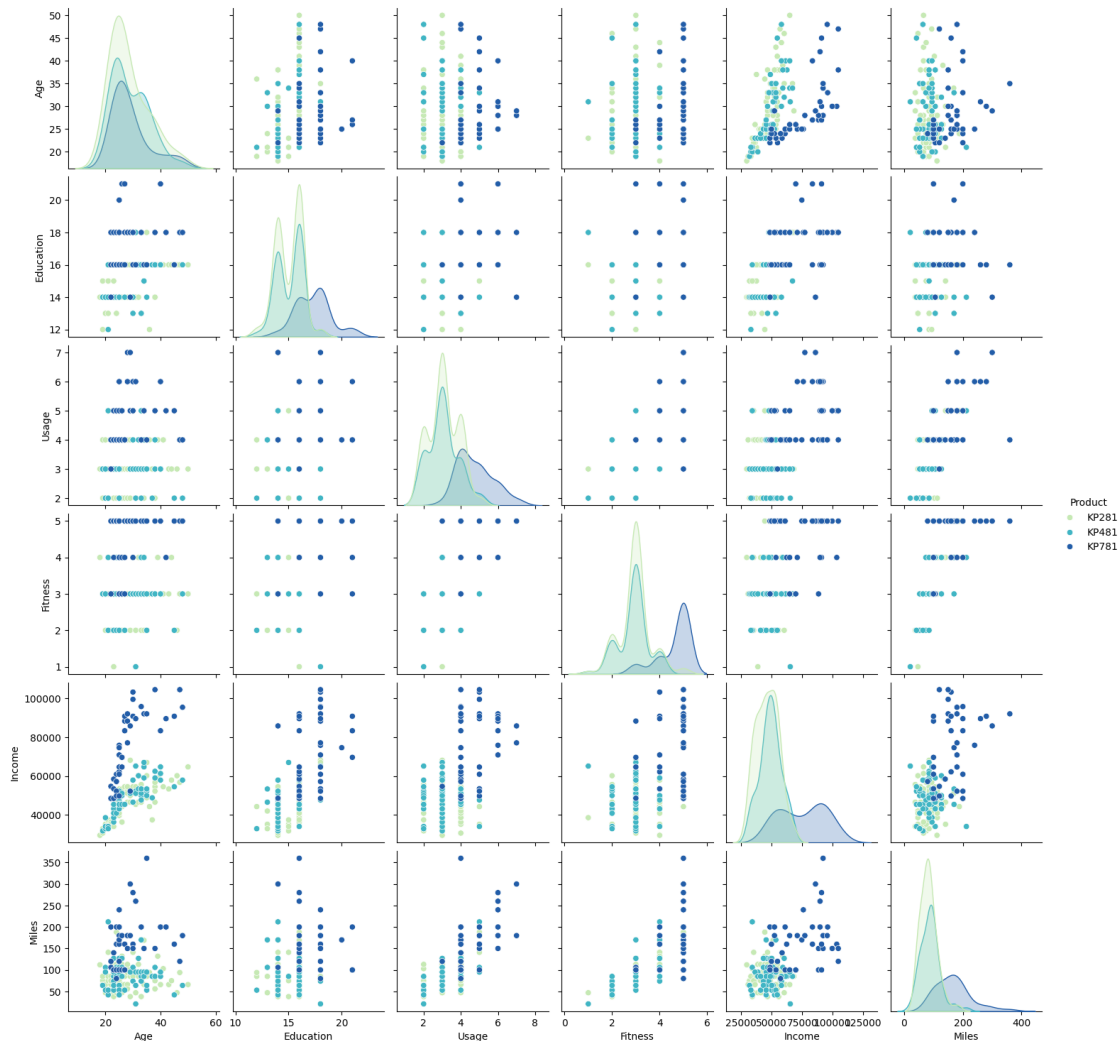 50
45
40
35
30
25
20
Age
20
18
16
14
12
Education
7
6
5
4
3
2
Usage
5
4
3
2
1
Fitness
100000
80000
60000
40000
Income
350
300
250
200
150
100
50
Miles
Product
KP281
KP481
KP781
20 40 60
Age
10 15 20
Education
2 4 6 8
Usage
0 2 4 6
Fitness
25000 50000 75000 100000 125000
Income
0 200 400
Miles